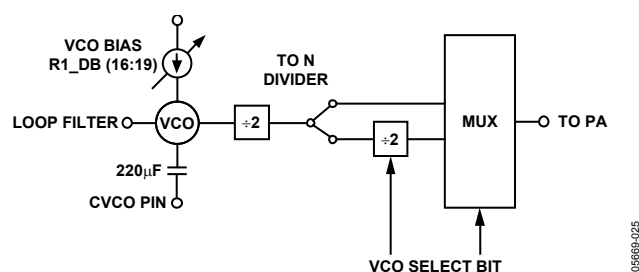 VCO BIAS
R1_DB (16:19)
TO N
DIVIDER
LOOP FILTER
VCO
÷2
÷2
MUX
TO PA
220µF
CVCO PIN
VCO SELECT BIT
05669-025